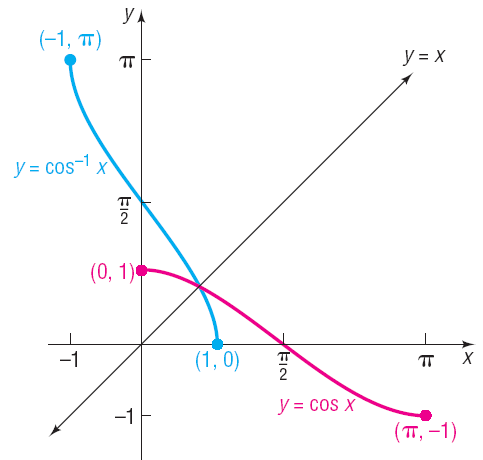 y
(−1, π)
y = x
π
y = cos⁻¹ x
π/2
(0, 1)
−1
(1, 0)
π/2
π
x
y = cos x
−1
(π, −1)